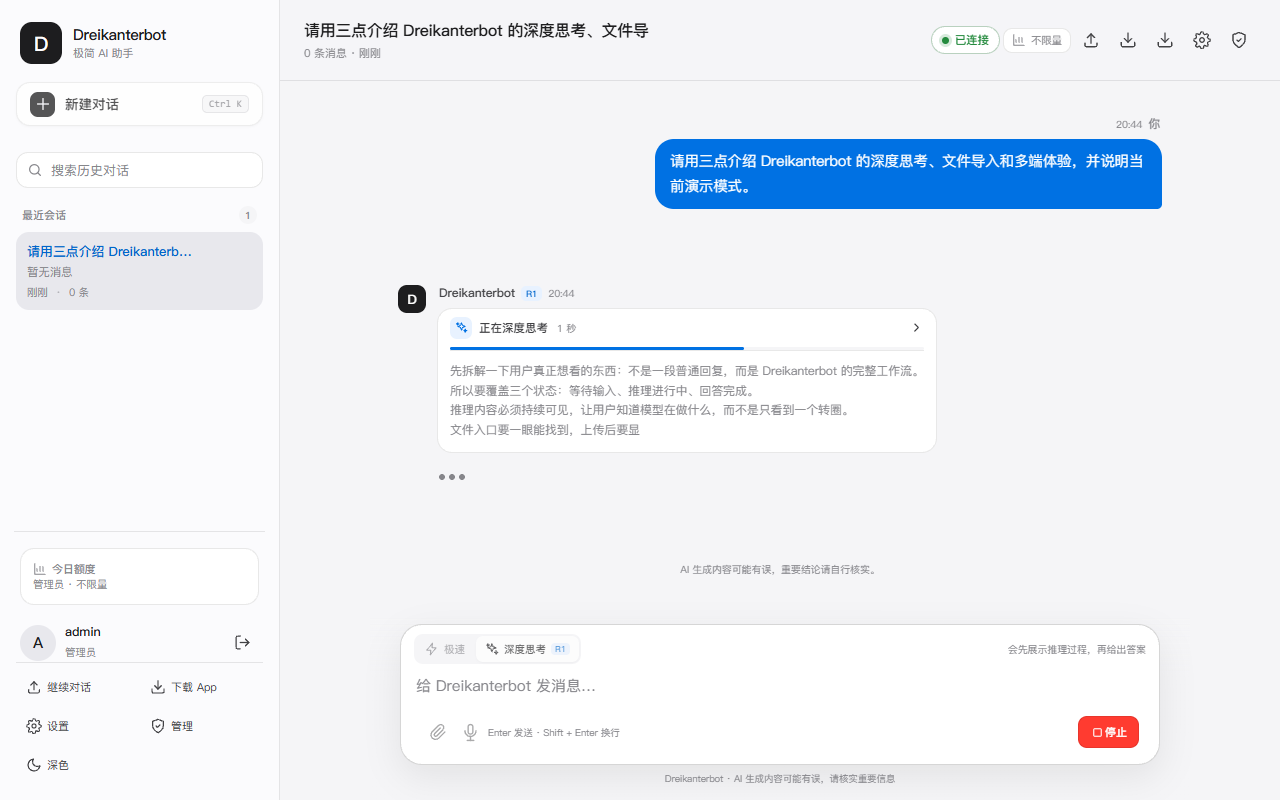 D
Dreikanterbot
极简 AI 助手
新建对话
Ctrl K
搜索历史对话
最近会话
1
请用三点介绍 Dreikanterb…
暂无消息
刚刚 · 0 条
今日额度
管理员 · 不限量
A
admin
管理员
继续对话
下载 App
设置
管理
深色
请用三点介绍 Dreikanterbot 的深度思考、文件导
0 条消息 · 刚刚
已连接
不限量
20:44 你
请用三点介绍 Dreikanterbot 的深度思考、文件导入和多端体验，并说明当
前演示模式。
D
Dreikanterbot R1 20:44
正在深度思考 1 秒
先拆解一下用户真正想看的东西：不是一段普通回复，而是 Dreikanterbot 的完整工作流。
所以要覆盖三个状态：等待输入、推理进行中、回答完成。
推理内容必须持续可见，让用户知道模型在做什么，而不是只看到一个转圈。
文件入口要一眼能找到，上传后要显
AI 生成内容可能有误，重要结论请自行核实。
极速
深度思考 R1
会先展示推理过程，再给出答案
给 Dreikanterbot 发消息…
Enter 发送 · Shift + Enter 换行
停止
Dreikanterbot · AI 生成内容可能有误，请核实重要信息